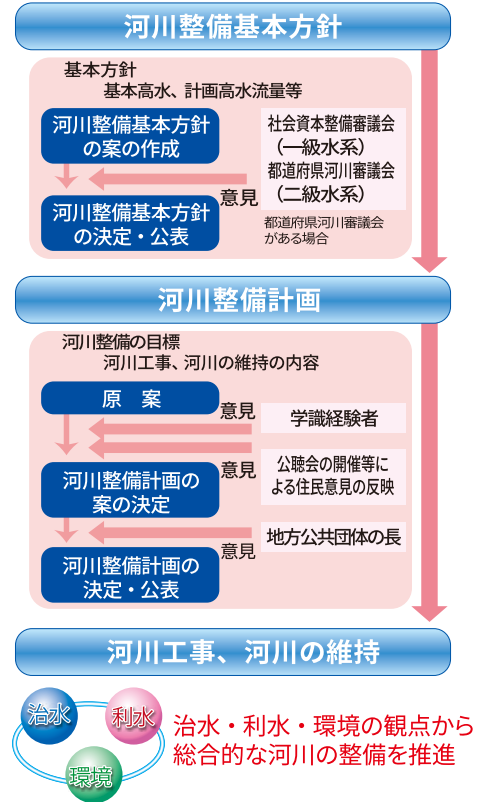 河川整備基本方針
基本方針
基本高水、計画高水流量等
河川整備基本方針
の案の作成
社会資本整備審議会
(一級水系)
都道府県河川審議会
(二級水系)
意見
河川整備基本方針
の決定・公表
都道府県河川審議会
がある場合
河川整備計画
河川整備の目標
河川工事、河川の維持の内容
原 案
意見
学識経験者
意見
公聴会の開催等に
よる住民意見の反映
河川整備計画の
案の決定
地方公共団体の長
意見
河川整備計画の
決定・公表
河川工事、河川の維持
治水
利水
環境
治水・利水・環境の観点から
総合的な河川の整備を推進